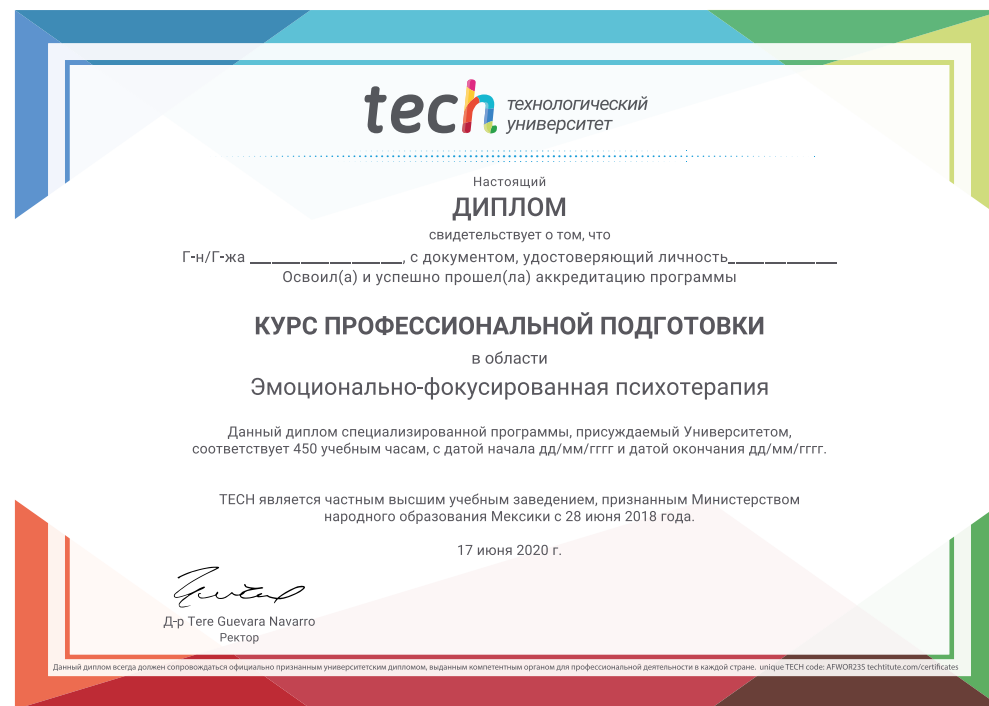 tech технологический
университет
Настоящий
ДИПЛОМ
свидетельствует о том, что
Г-н/Г-жа ____________________, с документом, удостоверяющий личность______________
Освоил(а) и успешно прошел(ла) аккредитацию программы
КУРС ПРОФЕССИОНАЛЬНОЙ ПОДГОТОВКИ
в области
Эмоционально-фокусированная психотерапия
Данный диплом специализированной программы, присуждаемый Университетом,
соответствует 450 учебным часам, с датой начала дд/мм/гггг и датой окончания дд/мм/гггг.
TECH является частным высшим учебным заведением, признанным Министерством
народного образования Мексики с 28 июня 2018 года.
17 июня 2020 г.
Д-р Tere Guevara Navarro
Ректор
Данный диплом всегда должен сопровождаться официально признанным университетским дипломом, выданным компетентным органом для профессиональной деятельности в каждой стране. unique TECH code: AFWOR235 techtitute.com/certificates